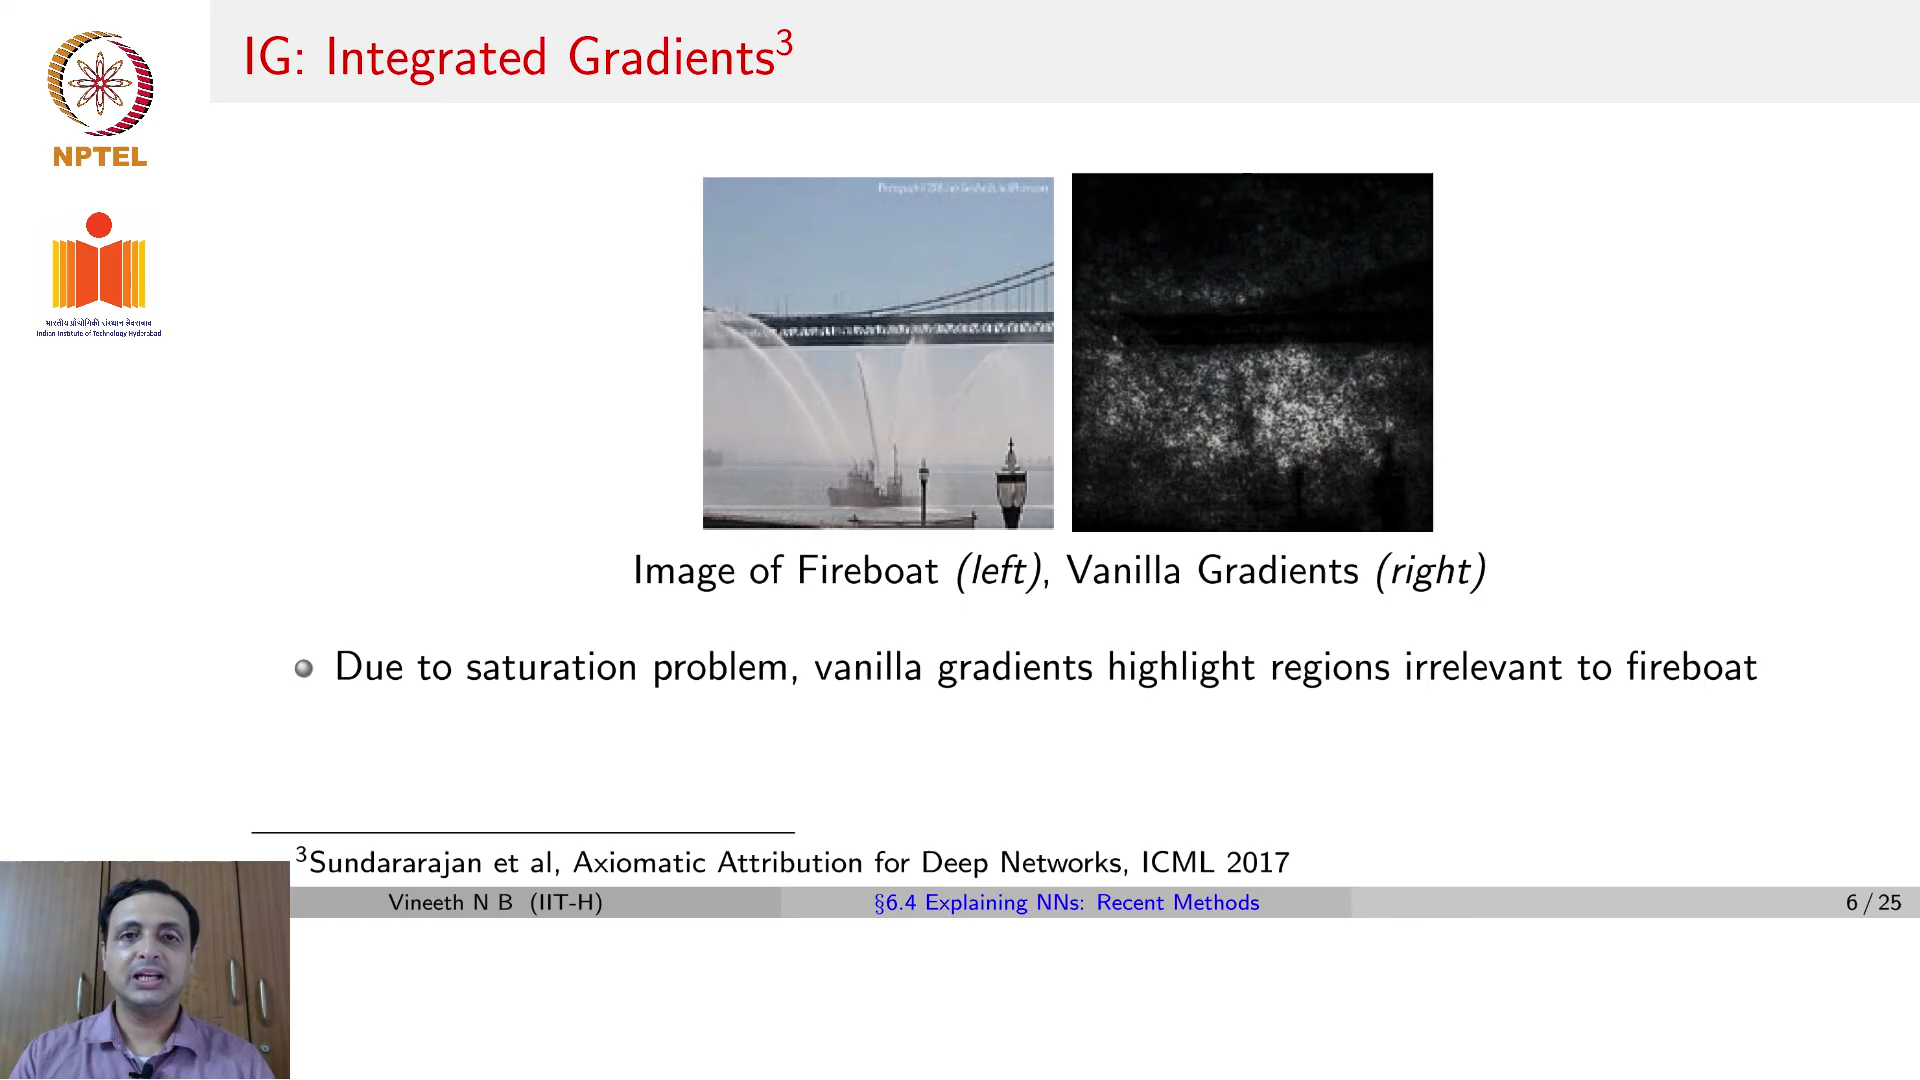 IG: Integrated Gradients³
NPTEL
भारतीय प्रौद्योगिकी संस्थान हैदराबाद
Indian Institute of Technology Hyderabad
Image of Fireboat (left), Vanilla Gradients (right)
Due to saturation problem, vanilla gradients highlight regions irrelevant to fireboat
³Sundararajan et al, Axiomatic Attribution for Deep Networks, ICML 2017
Vineeth N B (IIT-H) §6.4 Explaining NNs: Recent Methods 6 / 25